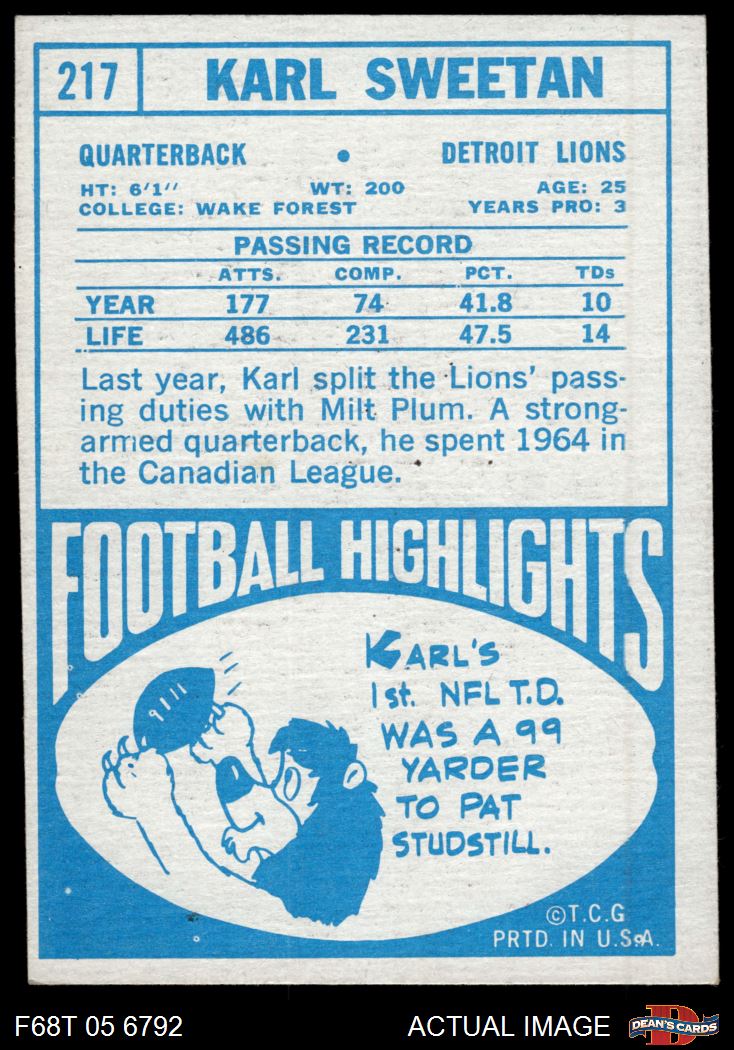 217 KARL SWEETAN
QUARTERBACK • DETROIT LIONS
HT: 6'1'' WT: 200 AGE: 25
COLLEGE: WAKE FOREST YEARS PRO: 3
PASSING RECORD
ATTS. COMP. PCT. TDs
YEAR 177 74 41.8 10
LIFE 486 231 47.5 14
Last year, Karl split the Lions' pass-
ing duties with Milt Plum. A strong-
armed quarterback, he spent 1964 in
the Canadian League.
FOOTBALL HIGHLIGHTS
KARL'S
1st. NFL T.D.
WAS A 99
YARDER
TO PAT
STUDSTILL.
©T.C.G
PRTD. IN U.S.A.
F68T 05 6792 ACTUAL IMAGE DEAN'S CARDS